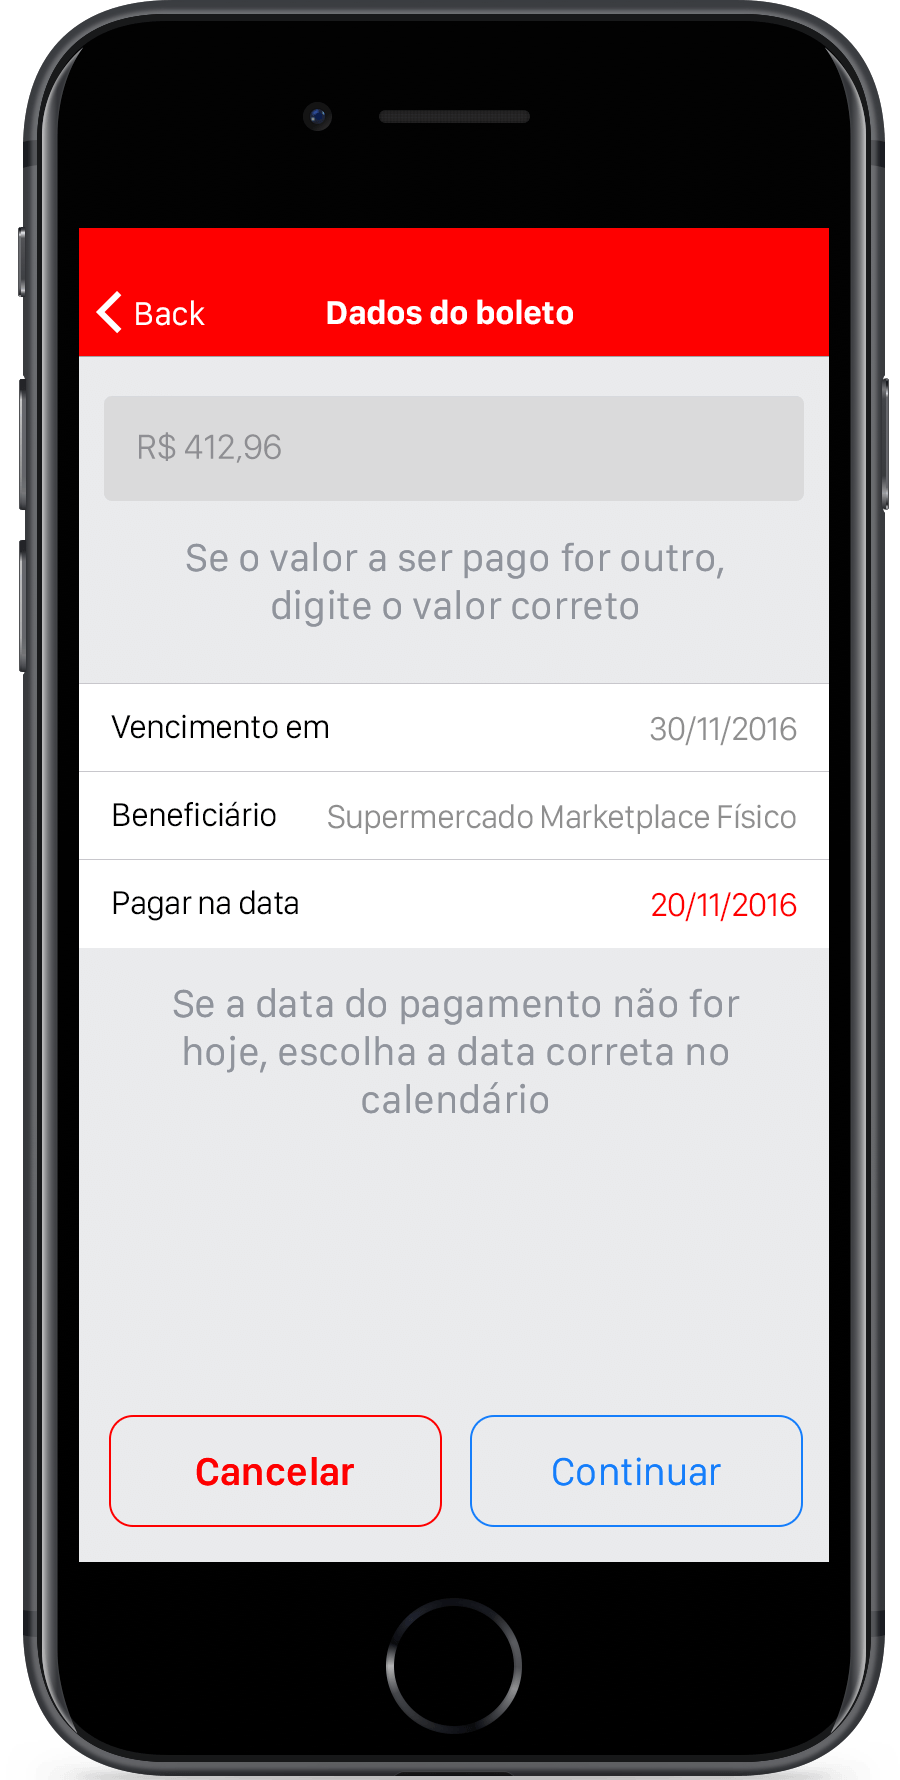 Back
Dados do boleto
R$ 412,96
Se o valor a ser pago for outro,
digite o valor correto
Vencimento em 30/11/2016
Beneficiário Supermercado Marketplace Físico
Pagar na data 20/11/2016
Se a data do pagamento não for
hoje, escolha a data correta no
calendário
Cancelar
Continuar